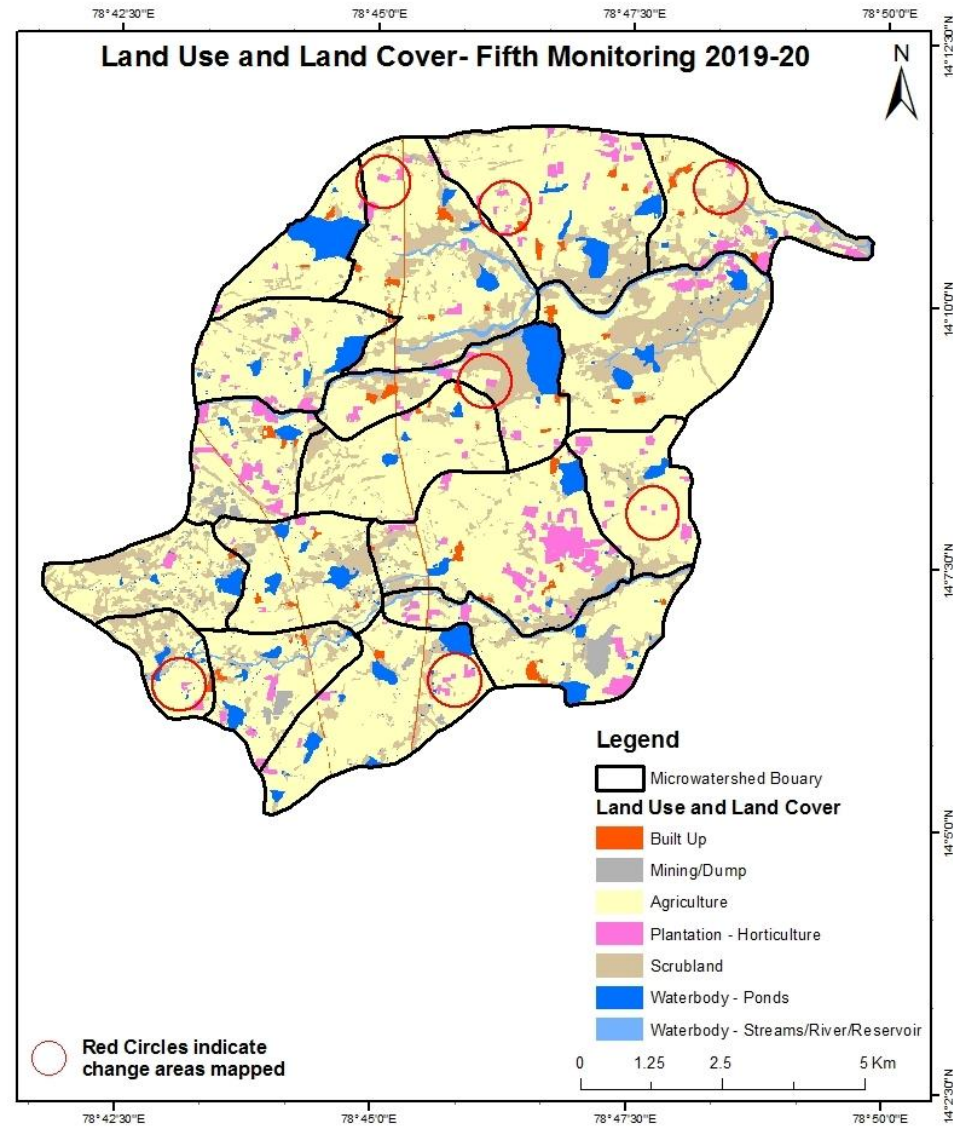 78°42'30"E 78°45'0"E 78°47'30"E 78°50'0"E
Land Use and Land Cover- Fifth Monitoring 2019-20
N
14°12'30"N
14°10'0"N
14°7'30"N
Legend
Microwatershed Bouary
Land Use and Land Cover
Built Up
14°5'0"N
Mining/Dump
Agriculture
Plantation - Horticulture
Scrubland
Waterbody - Ponds
Waterbody - Streams/River/Reservoir
Red Circles indicate
change areas mapped
0 1.25 2.5 5 Km
14°2'30"N
78°42'30"E 78°45'0"E 78°47'30"E 78°50'0"E